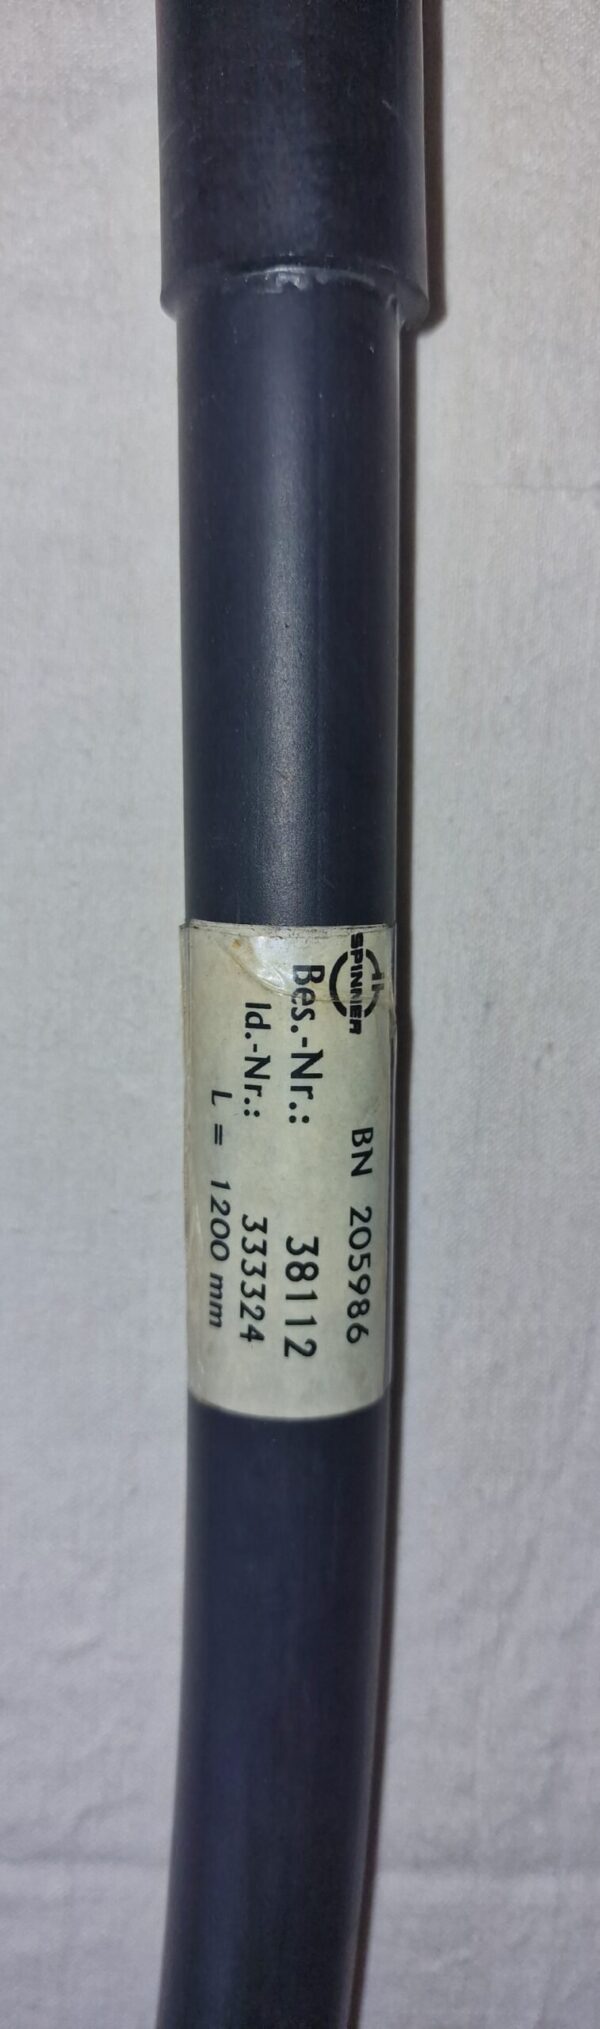 SPINNER
BN 205986
Bes.-Nr.: 38112
Id.-Nr.: 333324
L = 1200 mm